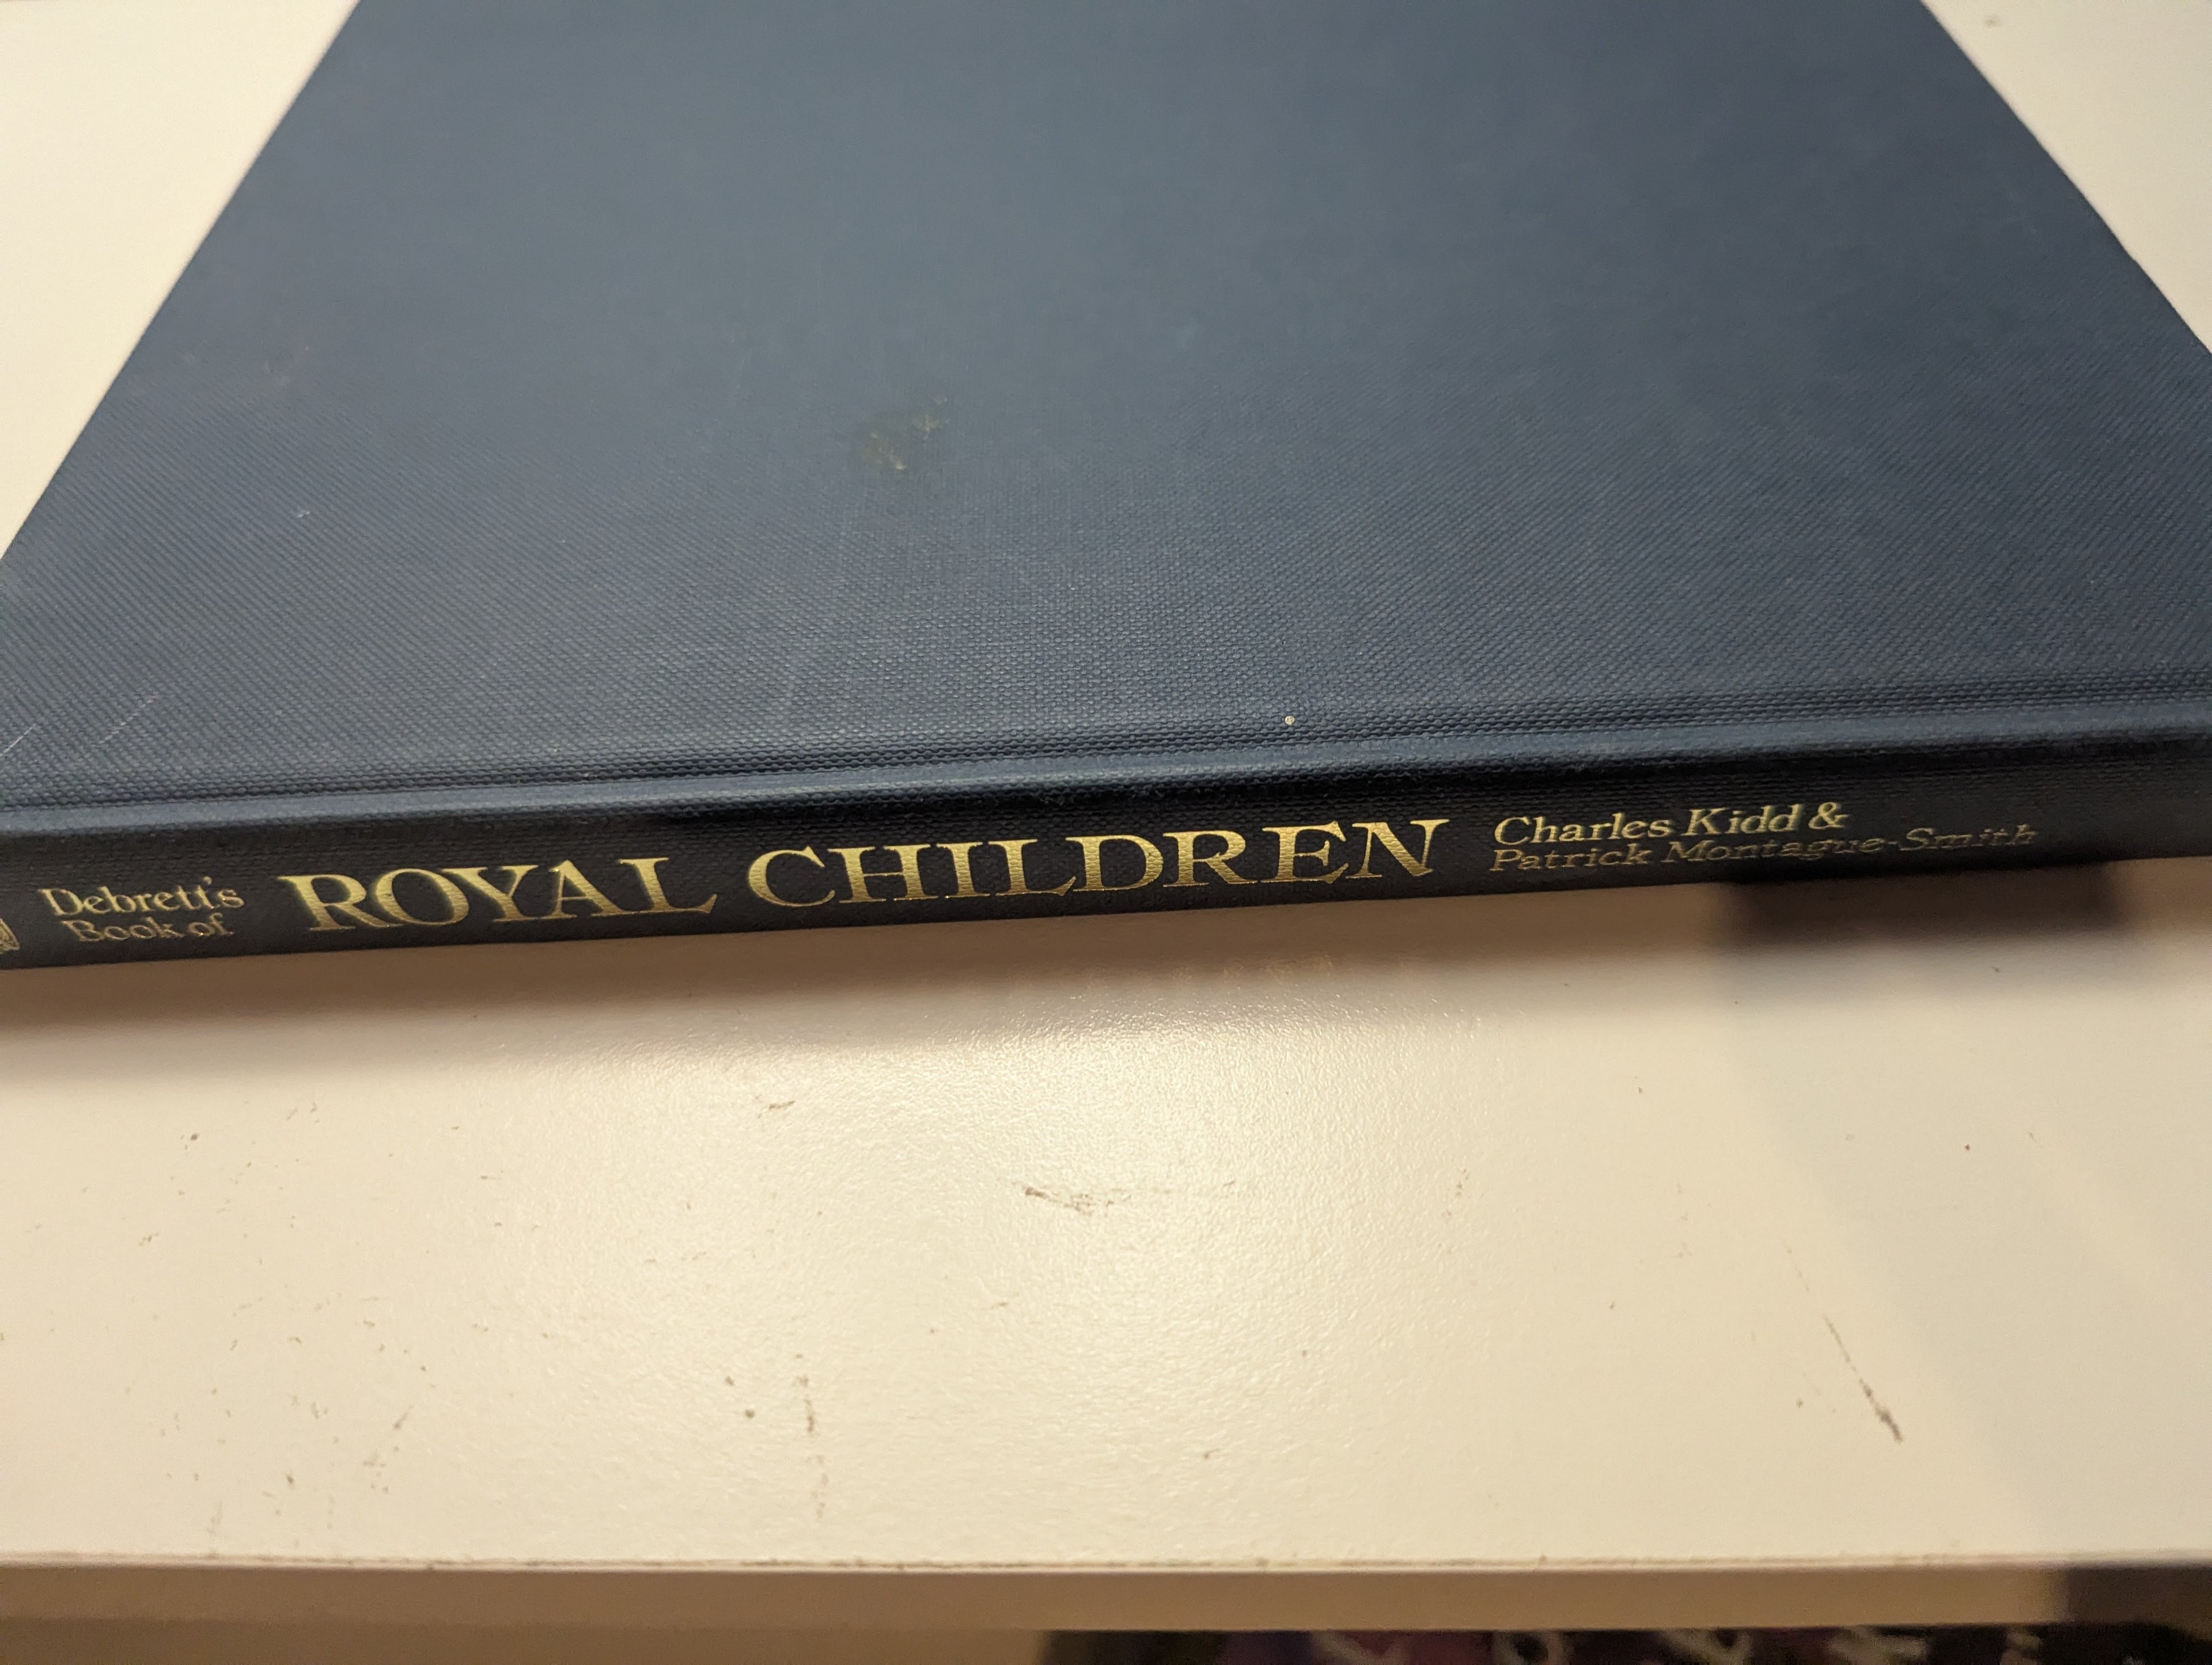 Debrett's
Book of
ROYAL CHILDREN
Charles Kidd &
Patrick Montague-Smith